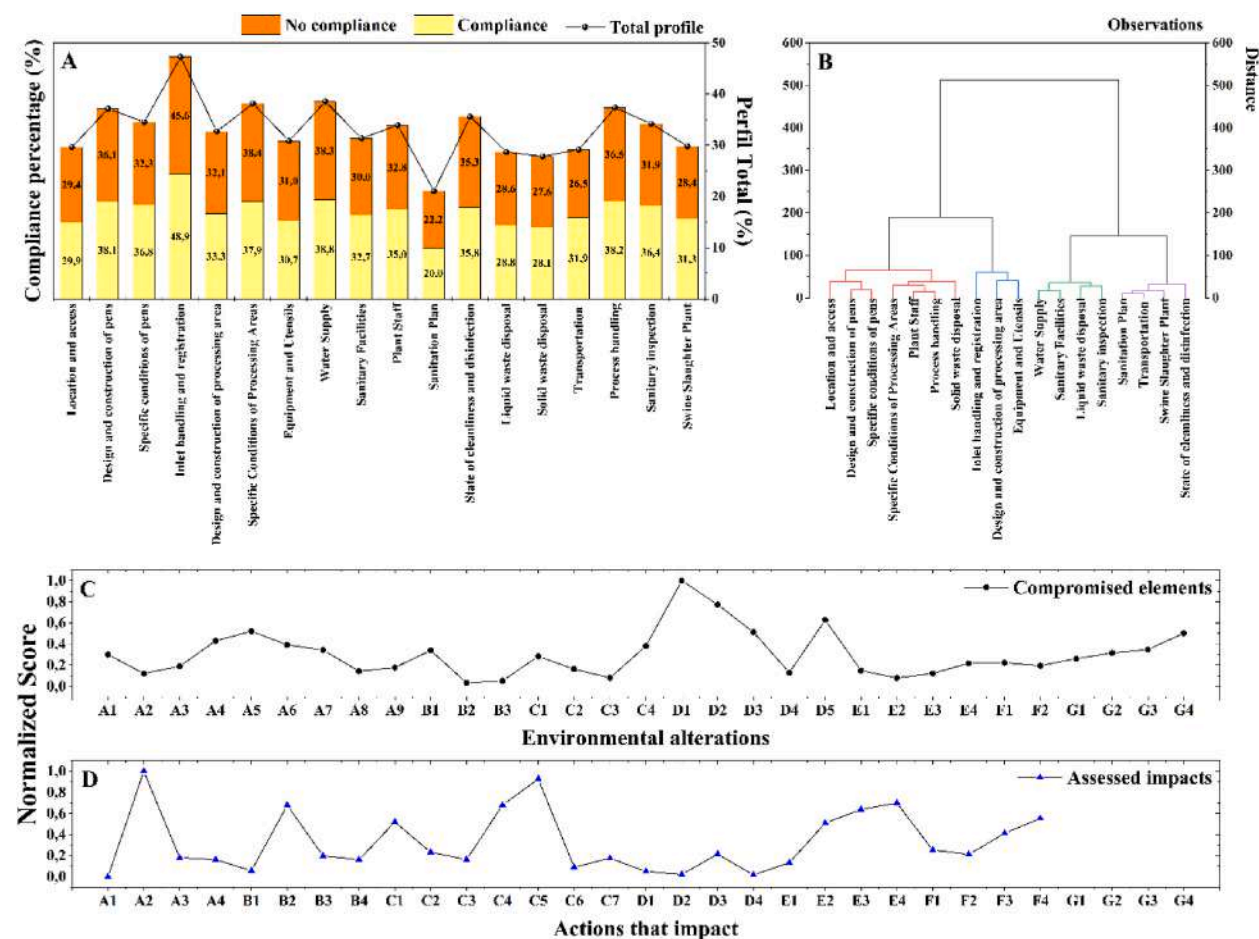 No compliance Compliance Total profile
A
Compliance percentage (%)
50
40
30
20
10
0
Perfil Total (%)
29,4 36,1 32,3 45,6 32,1 38,4 31,0 38,3 30,0 32,8 22,2 35,3 28,6 27,6 26,5 36,5 31,9 28,4
29,9 38,1 36,8 48,9 33,3 37,9 30,7 38,8 32,7 35,0 20,0 35,8 28,8 28,1 31,9 38,2 36,4 31,3
Location and access
Design and construction of pens
Specific conditions of pens
Inlet handling and registration
Design and construction of processing area
Specific Conditions of Processing Areas
Equipment and Utensils
Water Supply
Sanitary Facilities
Plant Staff
Sanitation Plan
State of cleanliness and disinfection
Liquid waste disposal
Solid waste disposal
Transportation
Process handling
Sanitary Inspection
Swine Slaughter Plant
Observations
B
600 600
500 500
400 400
300 300
200 200
100 100
0 0
Distance
Location and access
Design and construction of pens
Specific conditions of pens
Specific Conditions of Processing Areas
Plant Staff
Process handling
Solid waste disposal
Inlet handling and registration
Design and construction of processing area
Equipment and Utensils
Water Supply
Sanitary Facilities
Liquid waste disposal
Sanitary inspection
Sanitation Plan
Transportation
Swine Slaughter Plant
State of cleanliness and disinfection
Normalized Score
C
Compromised elements
1,0
0,8
0,6
0,4
0,2
0,0
A1 A2 A3 A4 A5 A6 A7 A8 A9 B1 B2 B3 C1 C2 C3 C4 D1 D2 D3 D4 D5 E1 E2 E3 E4 F1 F2 G1 G2 G3 G4
Environmental alterations
D
Assessed impacts
1,0
0,8
0,6
0,4
0,2
0,0
A1 A2 A3 A4 B1 B2 B3 B4 C1 C2 C3 C4 C5 C6 C7 D1 D2 D3 D4 E1 E2 E3 E4 F1 F2 F3 F4 G1 G2 G3 G4
Actions that impact